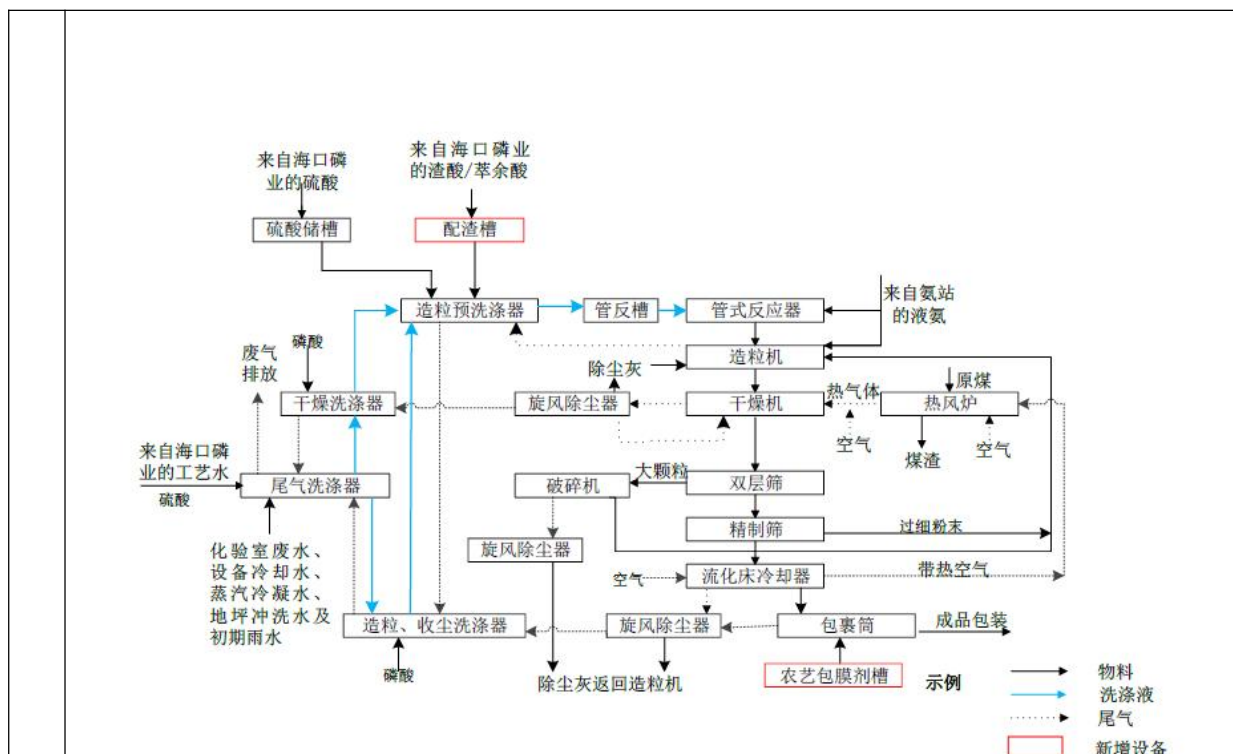 来自海口磷
业的硫酸
来自海口磷业
的渣酸/萃余酸
硫酸储槽
配渣槽
造粒预洗涤器
管反槽
管式反应器
来自氨站
的液氨
磷酸
废气
排放
除尘灰
造粒机
热气体
原煤
干燥洗涤器
旋风除尘器
干燥机
热风炉
空气
煤渣
空气
来自海口磷
业的工艺水
硫酸
尾气洗涤器
破碎机
大颗粒
双层筛
精制筛
过细粉末
化验室废水、
设备冷却水、
蒸汽冷凝水、
地坪冲洗水及
初期雨水
旋风除尘器
空气
流化床冷却器
带热空气
造粒、收尘洗涤器
旋风除尘器
包裹筒
成品包装
磷酸
除尘灰返回造粒机
农艺包膜剂槽
示例
物料
洗涤液
尾气
新增设备